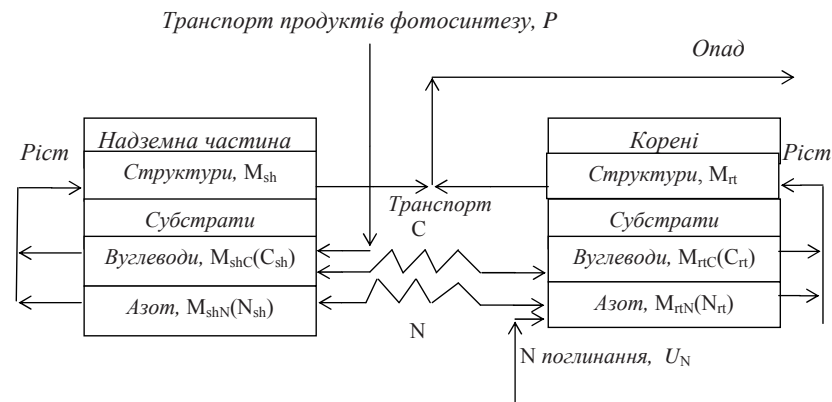 Транспорт продуктів фотосинтезу, P
Опад
Надземна частина
Корені
Ріст
Структури, Msh
Структури, Mrt
Ріст
Транспорт
Субстрати
C
Субстрати
Вуглеводи, MshC(Csh)
Вуглеводи, MrtC(Crt)
Азот, MshN(Nsh)
Азот, MrtN(Nrt)
N
N поглинання, UN